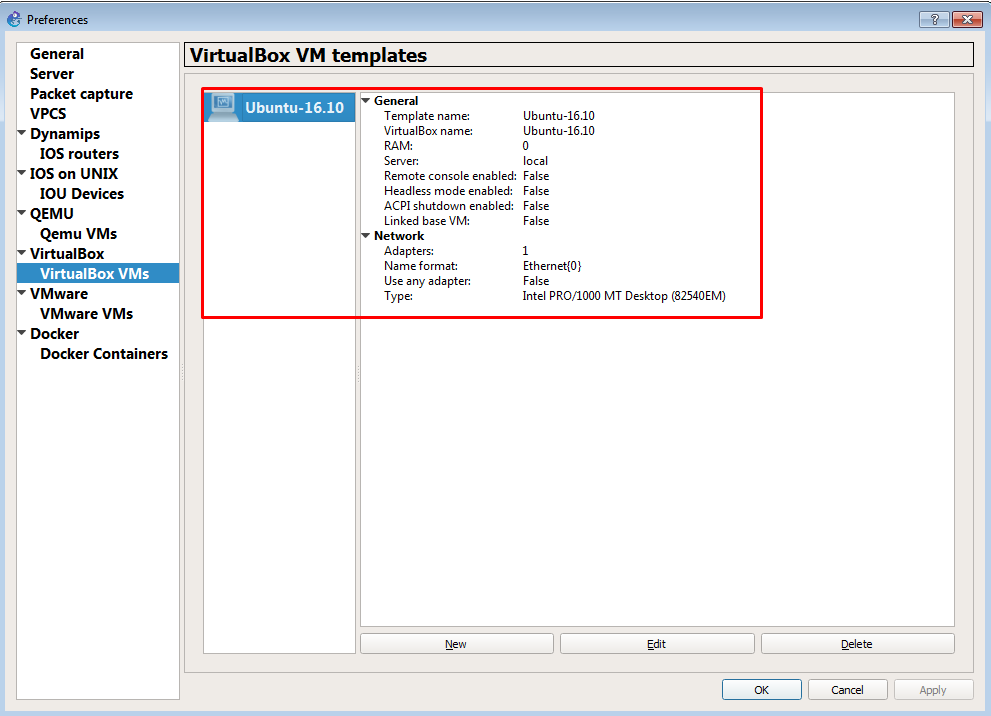 Preferences
General
Server
Packet capture
VPCS
Dynamips
IOS routers
IOS on UNIX
IOU Devices
QEMU
Qemu VMs
VirtualBox
VirtualBox VMs
VMware
VMware VMs
Docker
Docker Containers
VirtualBox VM templates
Ubuntu-16.10
General
Template name: Ubuntu-16.10
VirtualBox name: Ubuntu-16.10
RAM: 0
Server: local
Remote console enabled: False
Headless mode enabled: False
ACPI shutdown enabled: False
Linked base VM: False
Network
Adapters: 1
Name format: Ethernet{0}
Use any adapter: False
Type: Intel PRO/1000 MT Desktop (82540EM)
New Edit Delete
OK Cancel Apply